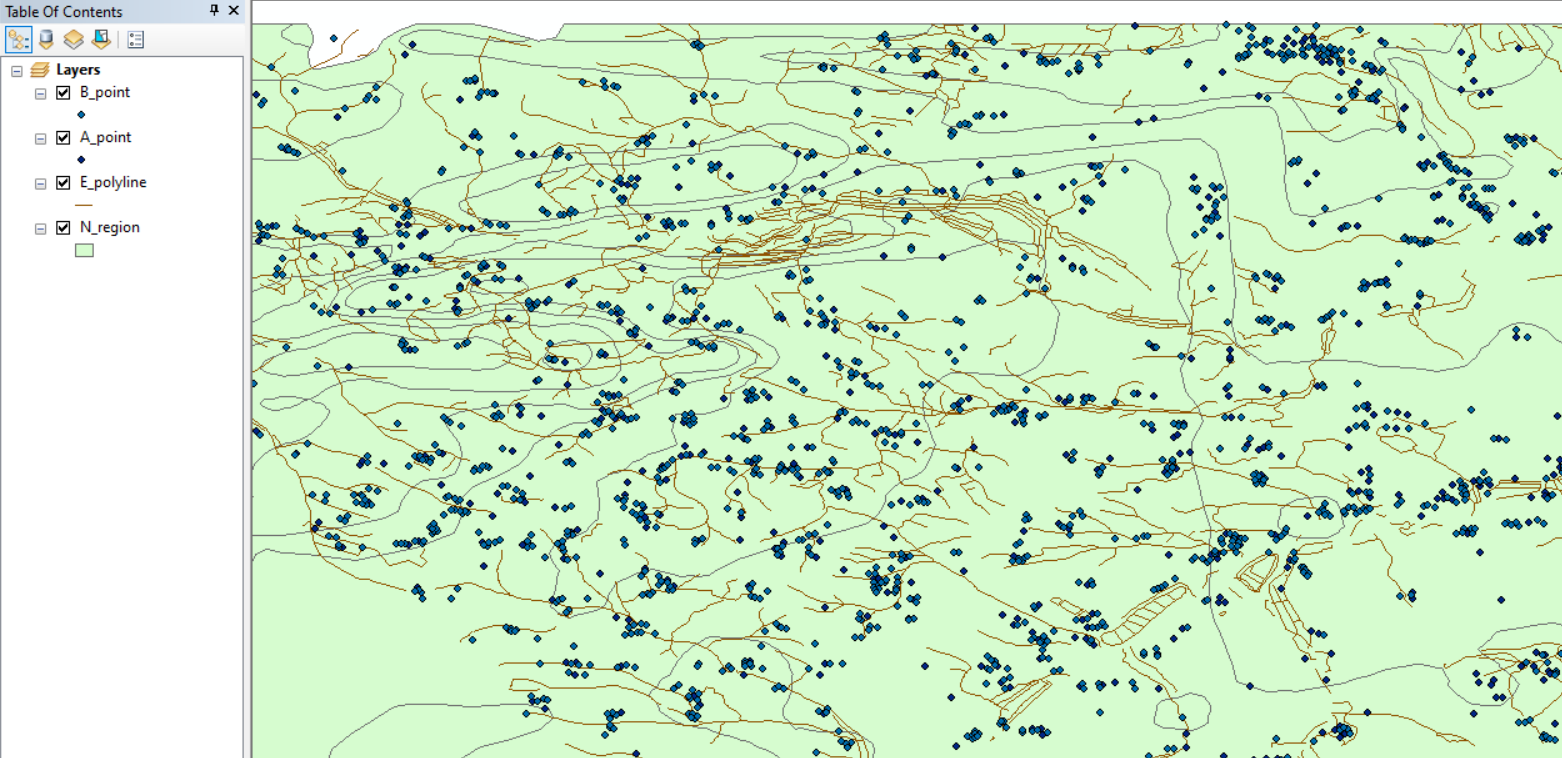 Table Of Contents
Layers
B_point
A_point
E_polyline
N_region